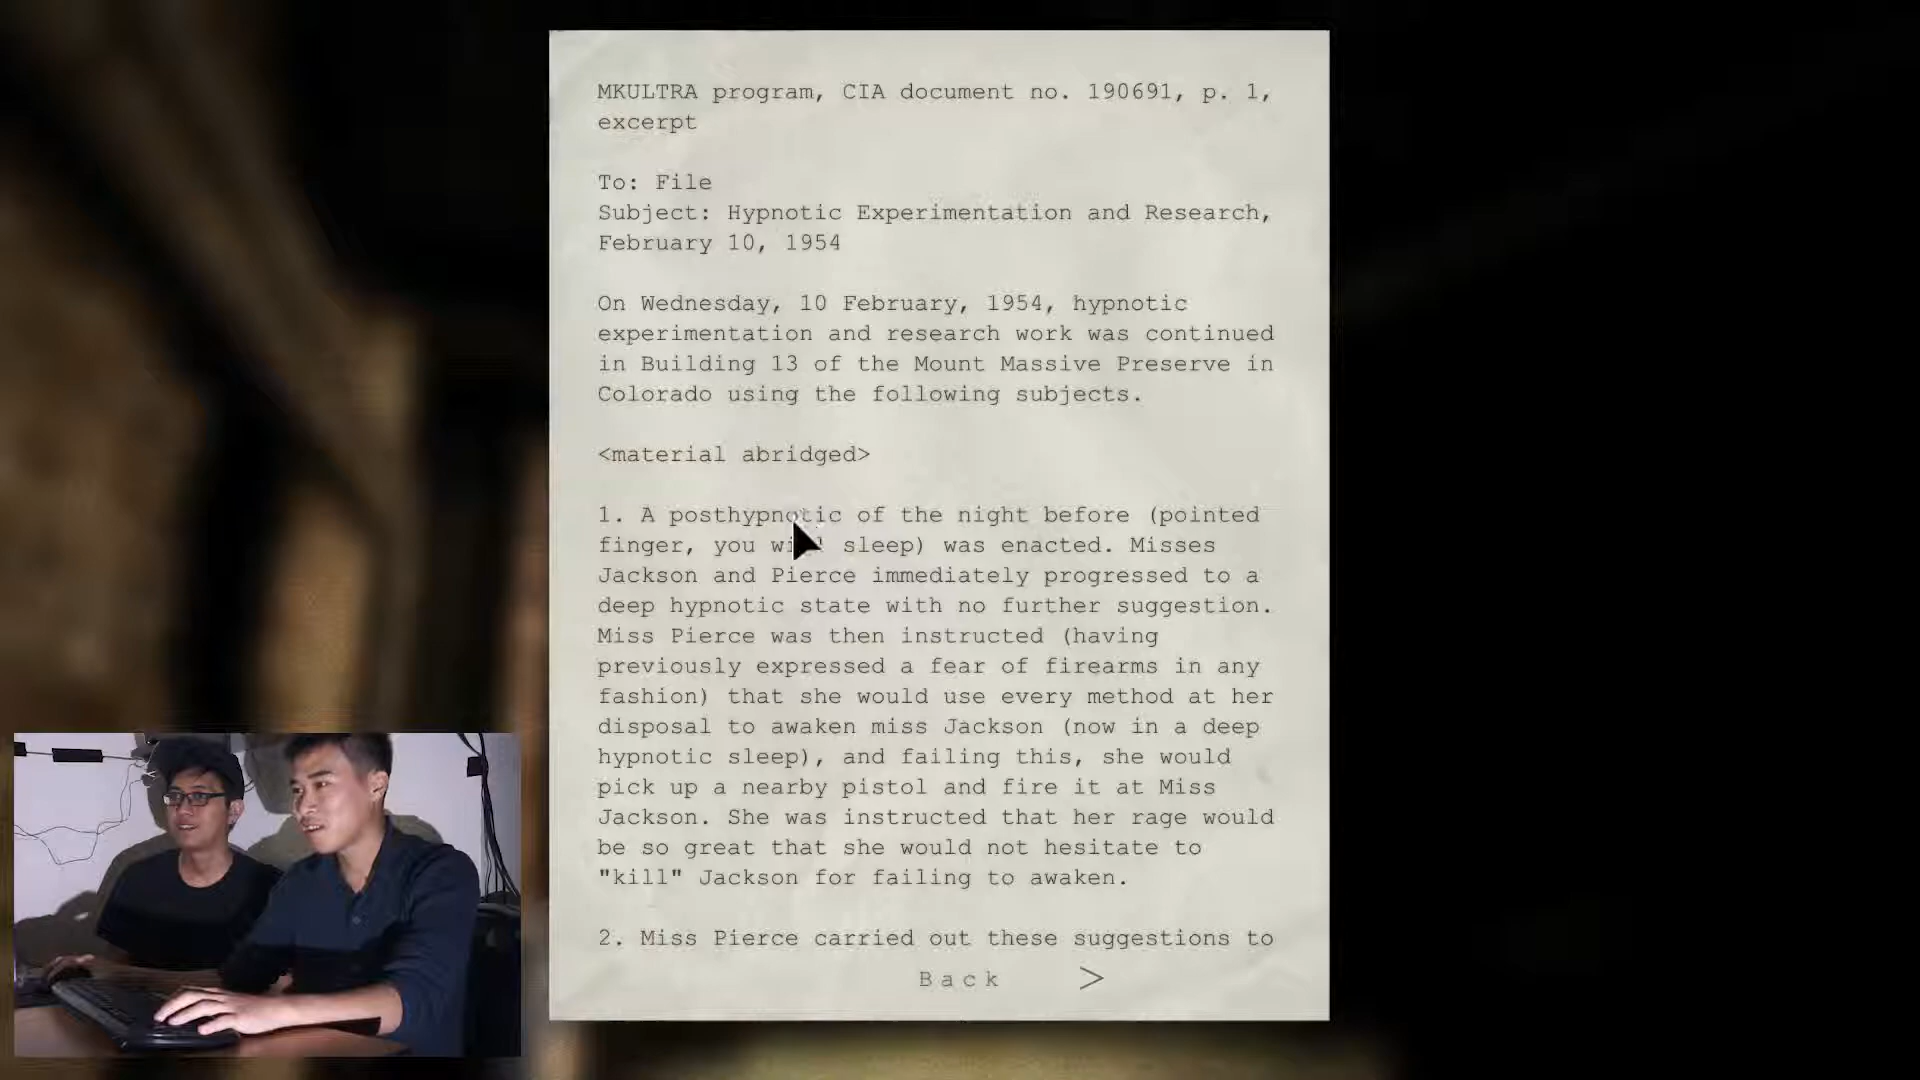 MKULTRA program, CIA document no. 190691, p. 1,
excerpt
To: File
Subject: Hypnotic Experimentation and Research,
February 10, 1954
On Wednesday, 10 February, 1954, hypnotic
experimentation and research work was continued
in Building 13 of the Mount Massive Preserve in
Colorado using the following subjects.
<material abridged>
1. A posthypnotic of the night before (pointed
finger, you will sleep) was enacted. Misses
Jackson and Pierce immediately progressed to a
deep hypnotic state with no further suggestion.
Miss Pierce was then instructed (having
previously expressed a fear of firearms in any
fashion) that she would use every method at her
disposal to awaken miss Jackson (now in a deep
hypnotic sleep), and failing this, she would
pick up a nearby pistol and fire it at Miss
Jackson. She was instructed that her rage would
be so great that she would not hesitate to
"kill" Jackson for failing to awaken.
2. Miss Pierce carried out these suggestions to
Back >